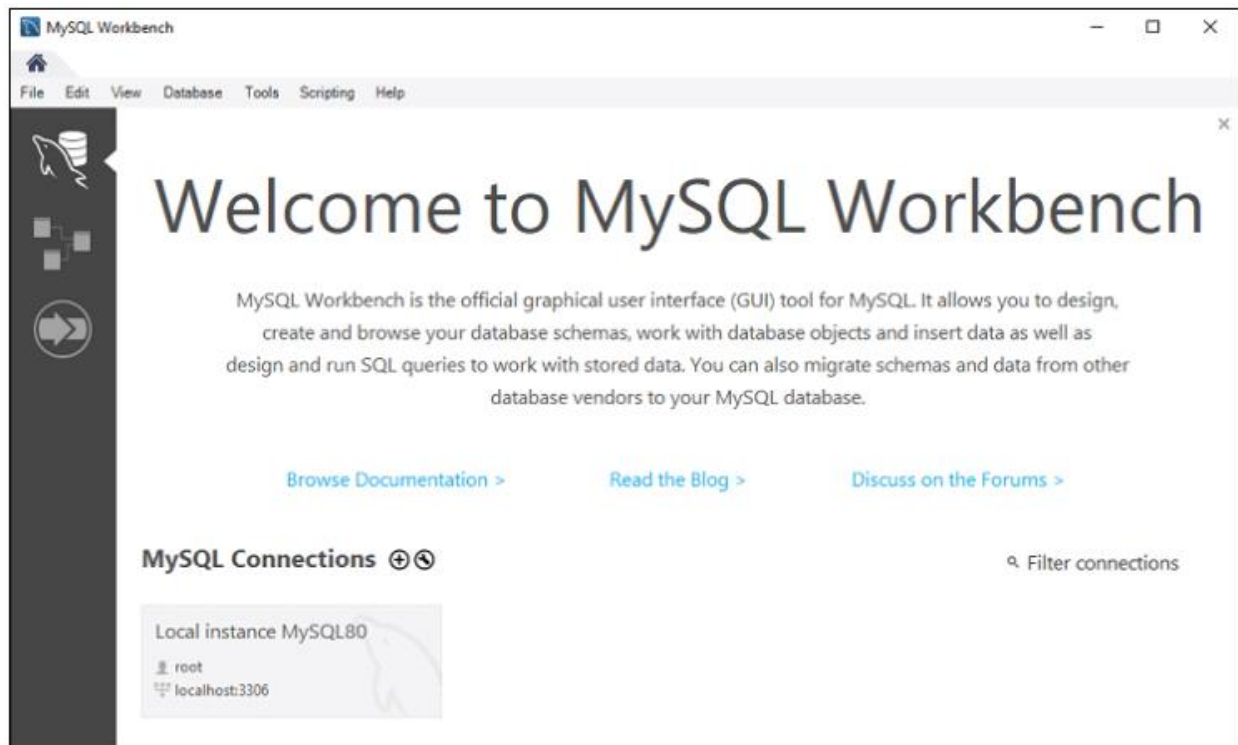 MySQL Workbench
File Edit View Database Tools Scripting Help
Welcome to MySQL Workbench
MySQL Workbench is the official graphical user interface (GUI) tool for MySQL. It allows you to design,
create and browse your database schemas, work with database objects and insert data as well as
design and run SQL queries to work with stored data. You can also migrate schemas and data from other
database vendors to your MySQL database.
Browse Documentation > Read the Blog > Discuss on the Forums >
MySQL Connections Filter connections
Local instance MySQL80
root
localhost:3306